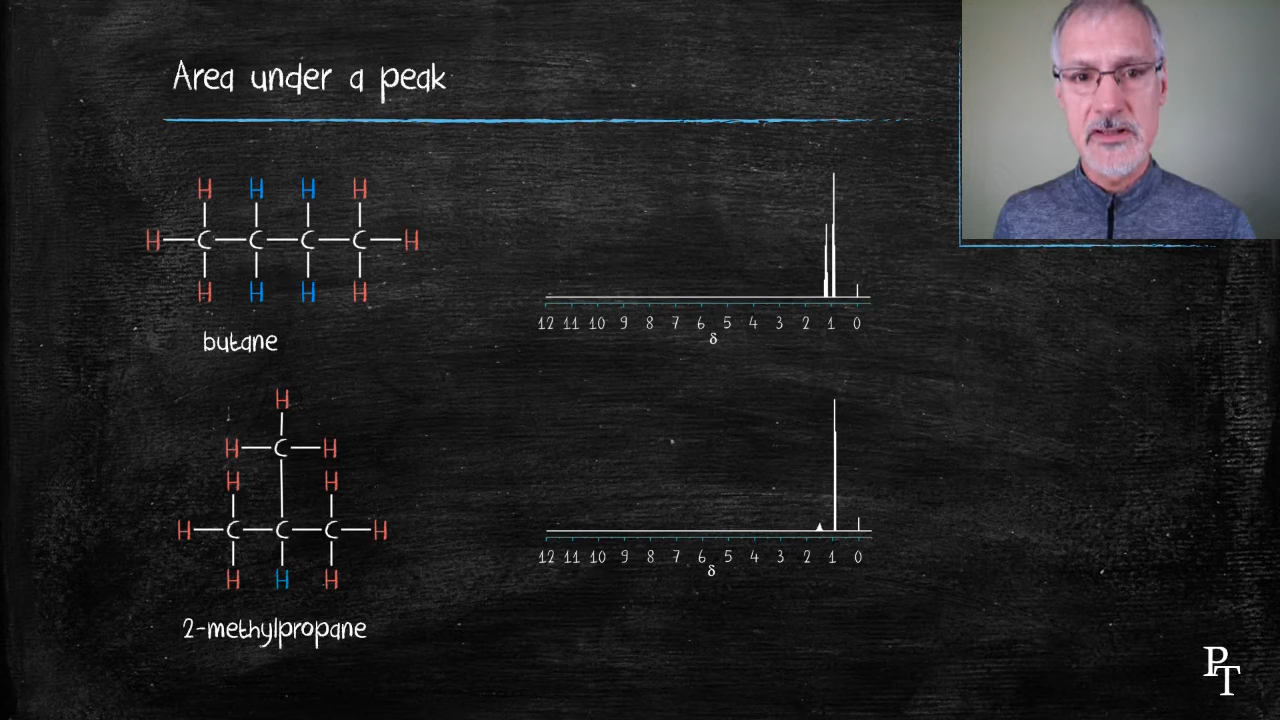 Area under a peak
H H H H
H C C C C H
H H H H
butane
12 11 10 9 8 7 6 5 4 3 2 1 0
δ
H
H C H
H H
H C C C H
H H H
2-methylpropane
12 11 10 9 8 7 6 5 4 3 2 1 0
δ
PT